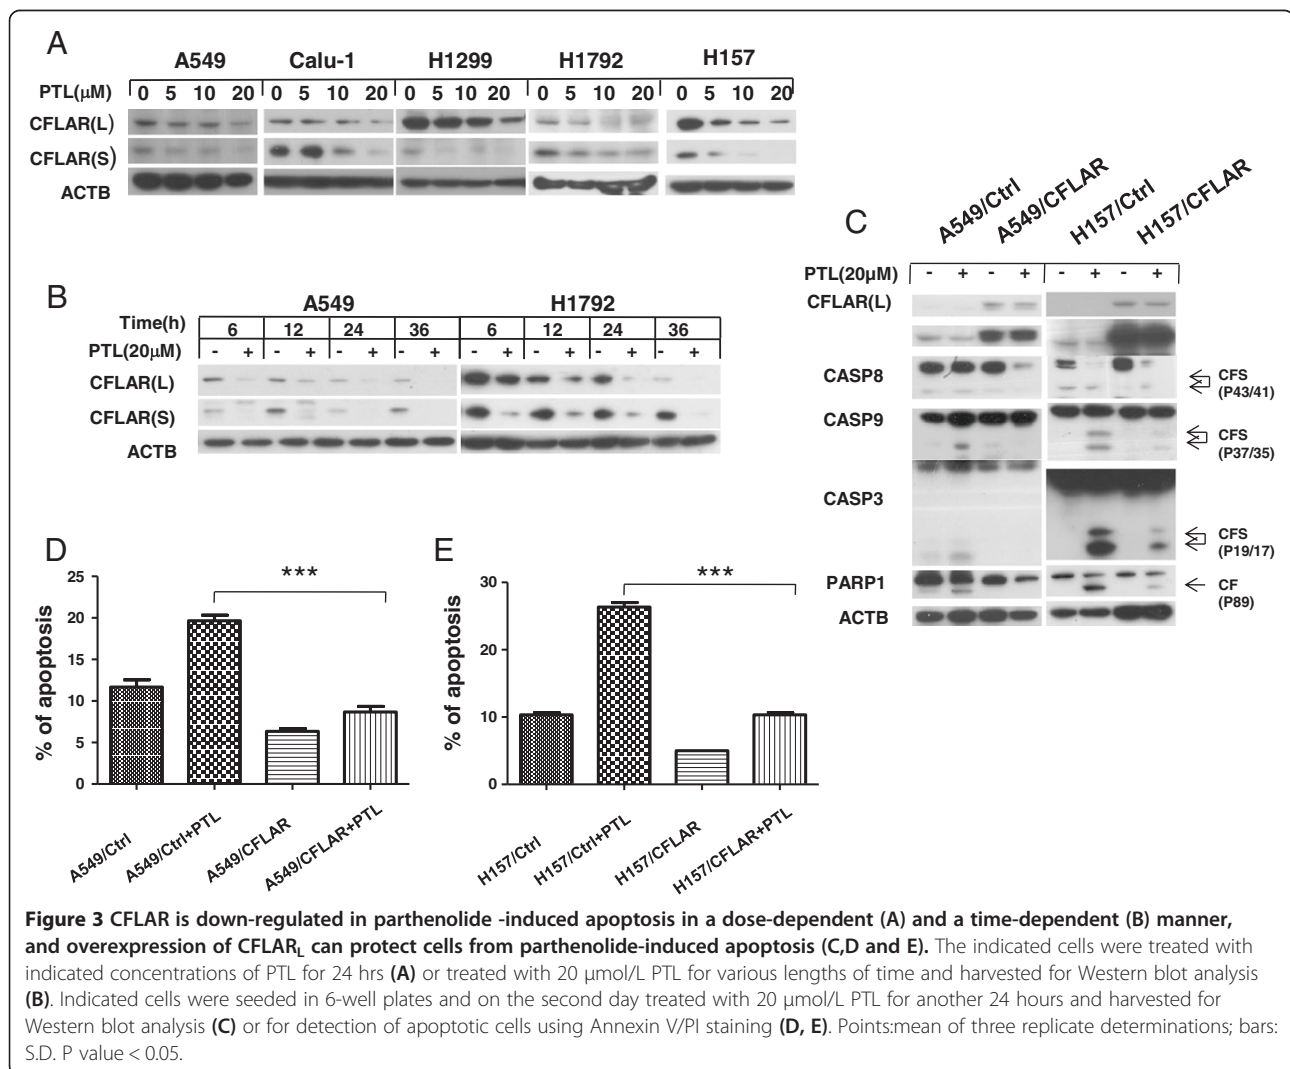 A
A549 Calu-1 H1299 H1792 H157
PTL(μM) 0 5 10 20 0 5 10 20 0 5 10 20 0 5 10 20 0 5 10 20
CFLAR(L)
CFLAR(S)
ACTB
B
A549 H1792
Time(h) 6 12 24 36 6 12 24 36
PTL(20μM) - + - + - + - + - + - + - + - +
CFLAR(L)
CFLAR(S)
ACTB
C
A549/Ctrl A549/CFLAR H157/Ctrl H157/CFLAR
PTL(20μM) - + - + - + - +
CFLAR(L)
CASP8
CFS
(P43/41)
CASP9
CFS
(P37/35)
CASP3
CFS
(P19/17)
PARP1
CF
(P89)
ACTB
D
% of apoptosis
25
20
15
10
5
0
***
A549/Ctrl
A549/Ctrl+PTL
A549/CFLAR
A549/CFLAR+PTL
E
% of apoptosis
30
20
10
0
***
H157/Ctrl
H157/Ctrl+PTL
H157/CFLAR
H157/CFLAR+PTL
Figure 3 CFLAR is down-regulated in parthenolide -induced apoptosis in a dose-dependent (A) and a time-dependent (B) manner,
and overexpression of CFLARL can protect cells from parthenolide-induced apoptosis (C,D and E). The indicated cells were treated with
indicated concentrations of PTL for 24 hrs (A) or treated with 20 μmol/L PTL for various lengths of time and harvested for Western blot analysis
(B). Indicated cells were seeded in 6-well plates and on the second day treated with 20 μmol/L PTL for another 24 hours and harvested for
Western blot analysis (C) or for detection of apoptotic cells using Annexin V/PI staining (D, E). Points:mean of three replicate determinations; bars:
S.D. P value < 0.05.